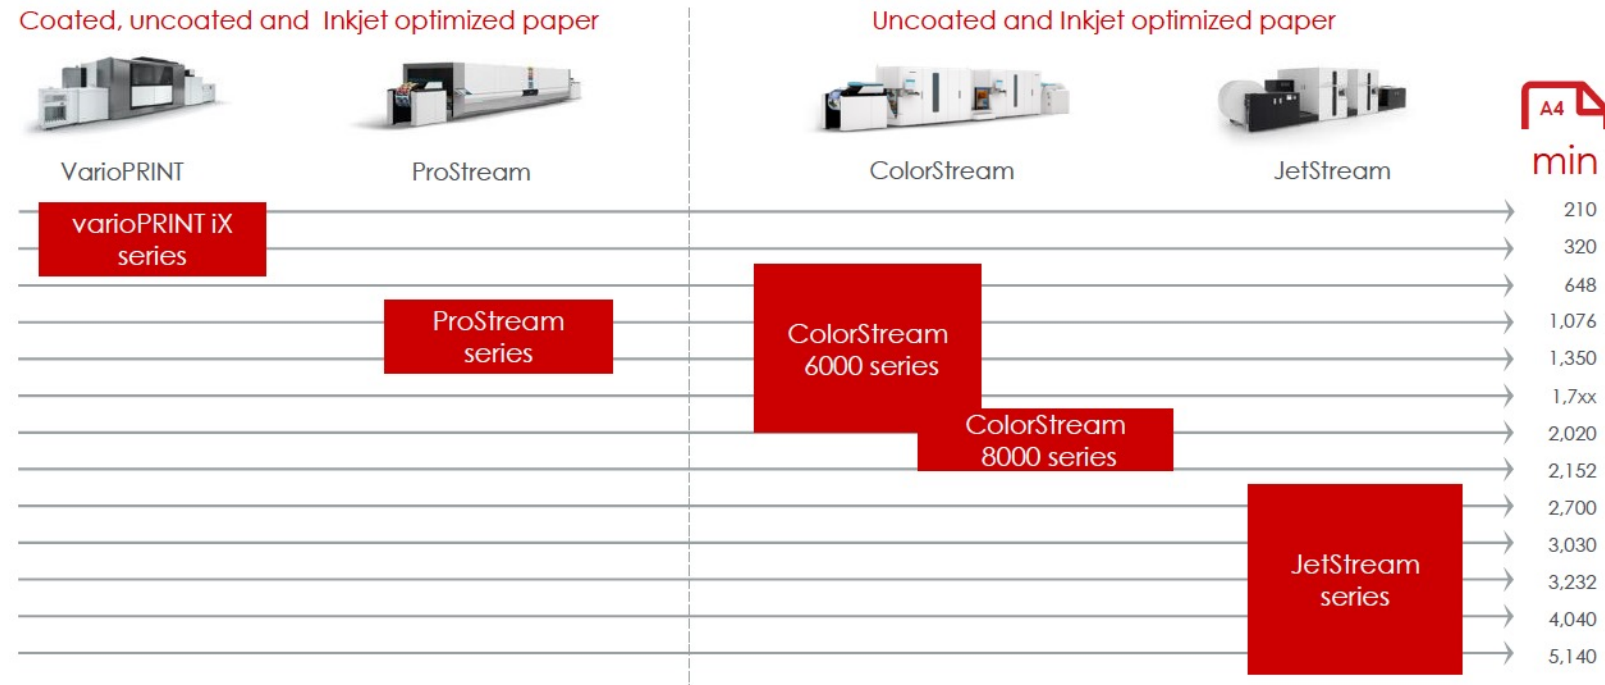 Coated, uncoated and Inkjet optimized paper
Uncoated and Inkjet optimized paper
A4
min
VarioPRINT
ProStream
ColorStream
JetStream
varioPRINT iX
series
ProStream
series
ColorStream
6000 series
ColorStream
8000 series
JetStream
series
210
320
648
1,076
1,350
1,7xx
2,020
2,152
2,700
3,030
3,232
4,040
5,140